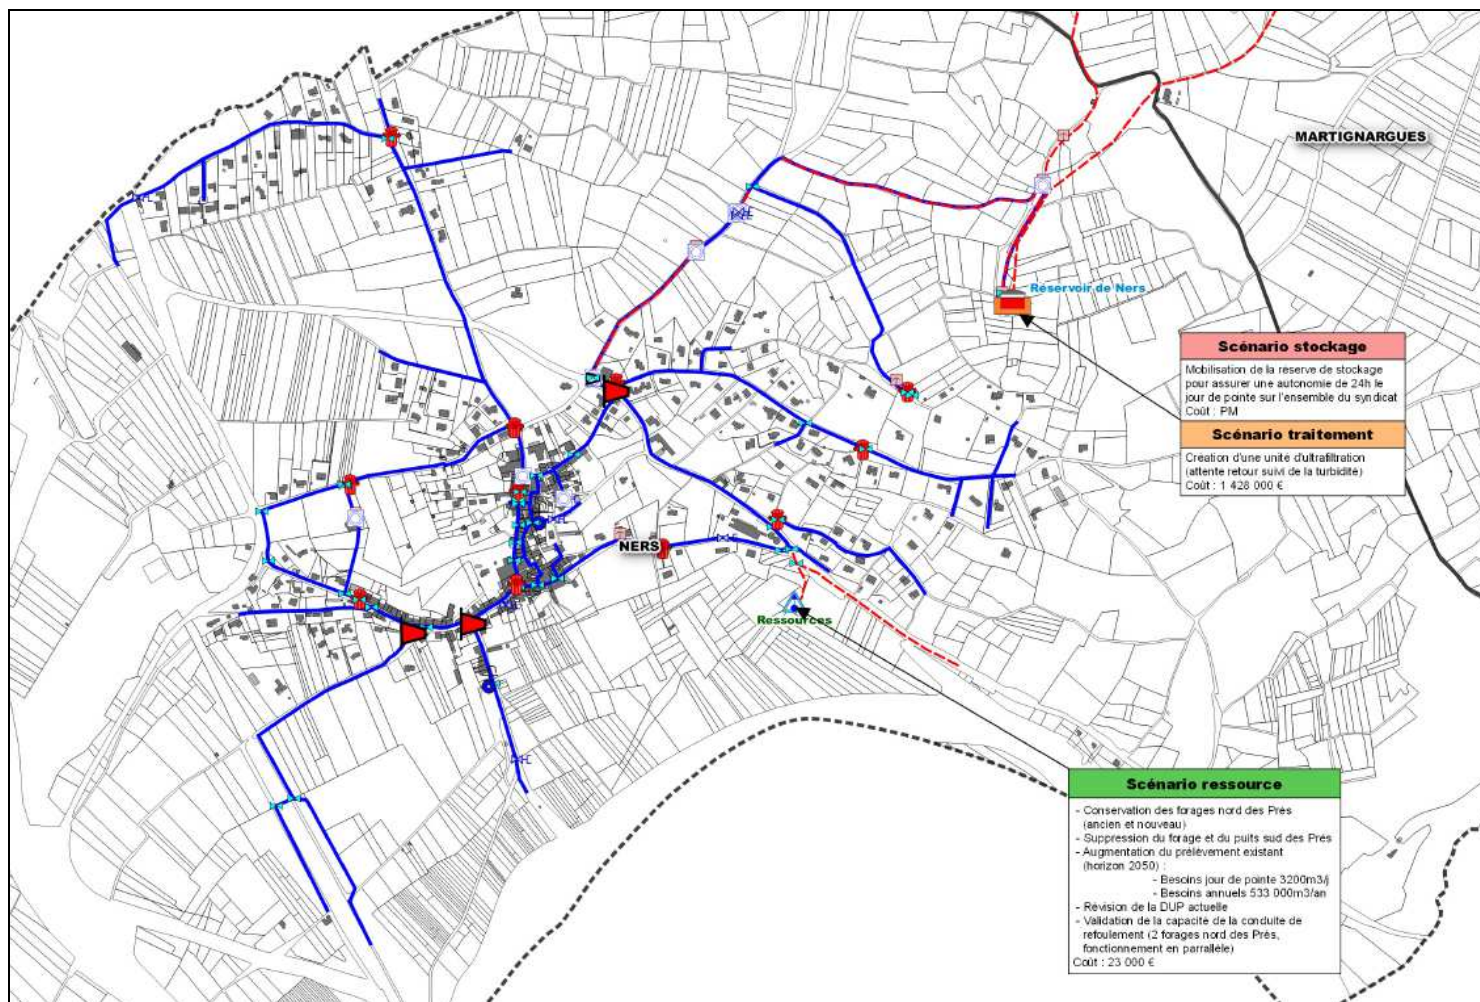 MARTIGNARGUES
Réservoir de Ners
Scénario stockage
Mobilisation de la réserve de stockage
pour assurer une autonomie de 24h le
jour de pointe sur l'ensemble du syndicat
Coût : PM
Scénario traitement
Création d'une unité d'ultrafiltration
(attente retour suivi de la turbidité)
Coût : 1 428 000 €
NERS
Ressources
Scénario ressource
- Conservation des forages nord des Prés
(ancien et nouveau)
- Suppression du forage et du puits sud des Prés
- Augmentation du prélèvement existant
(horizon 2050) :
- Besoins jour de pointe 3200m3/j
- Besoins annuels 533 000m3/an
- Révision de la DUP actuelle
- Validation de la capacité de la conduite de
refoulement (2 forages nord des Prés,
fonctionnement en parrallèle)
Coût : 23 000 €